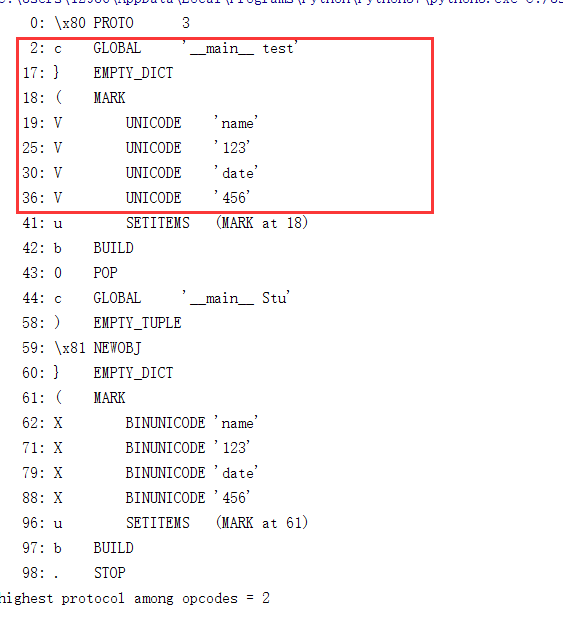 0: \x80 PROTO 3
2: c GLOBAL '__main__ test'
17: } EMPTY_DICT
18: ( MARK
19: V UNICODE 'name'
25: V UNICODE '123'
30: V UNICODE 'date'
36: V UNICODE '456'
41: u SETITEMS (MARK at 18)
42: b BUILD
43: 0 POP
44: c GLOBAL '__main__ Stu'
58: ) EMPTY_TUPLE
59: \x81 NEWOBJ
60: } EMPTY_DICT
61: ( MARK
62: X BINUNICODE 'name'
71: X BINUNICODE '123'
79: X BINUNICODE 'date'
88: X BINUNICODE '456'
96: u SETITEMS (MARK at 61)
97: b BUILD
98: . STOP
highest protocol among opcodes = 2